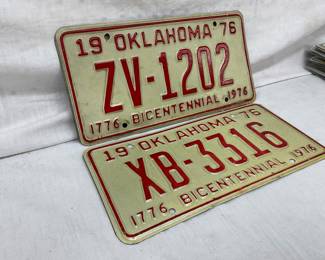 19 OKLAHOMA 76
ZV-1202
1776 BICENTENNIAL 1976
19 OKLAHOMA 76
XB-3316
1776 BICENTENNIAL 1976